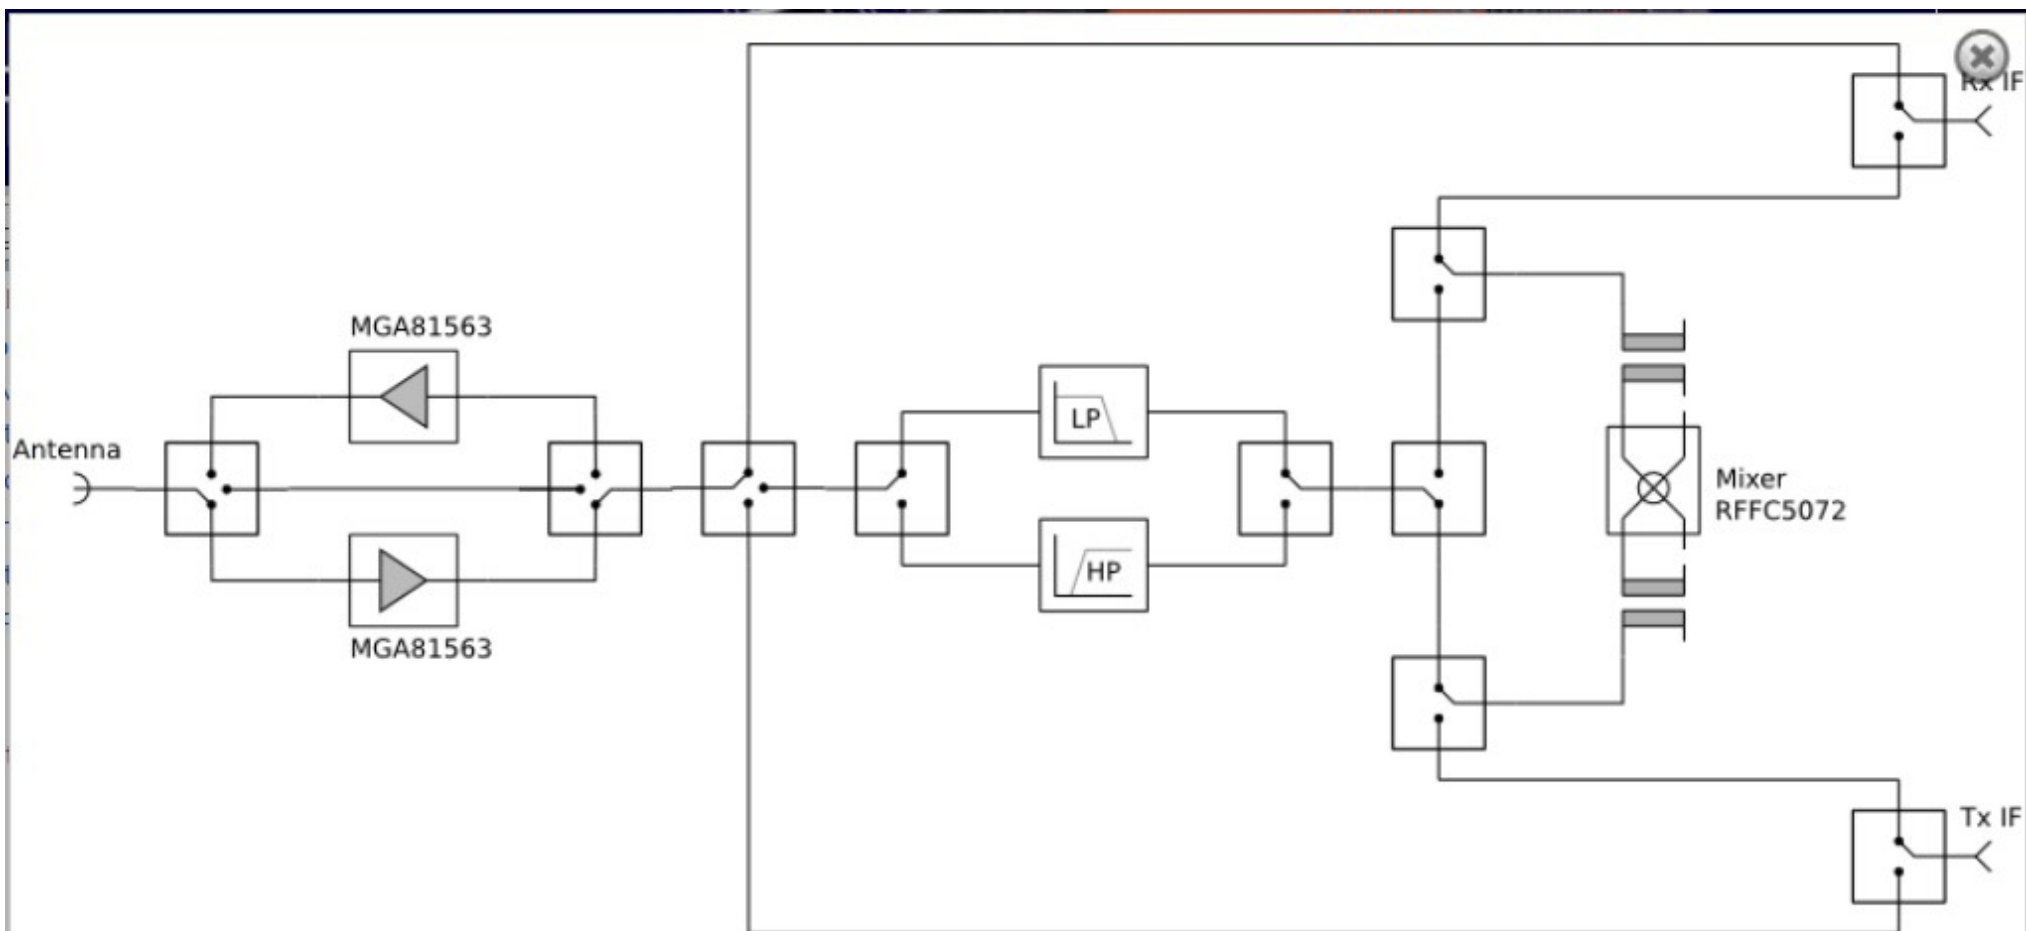 Rx IF
MGA81563
Antenna
LP
Mixer
RFFC5072
HP
MGA81563
Tx IF